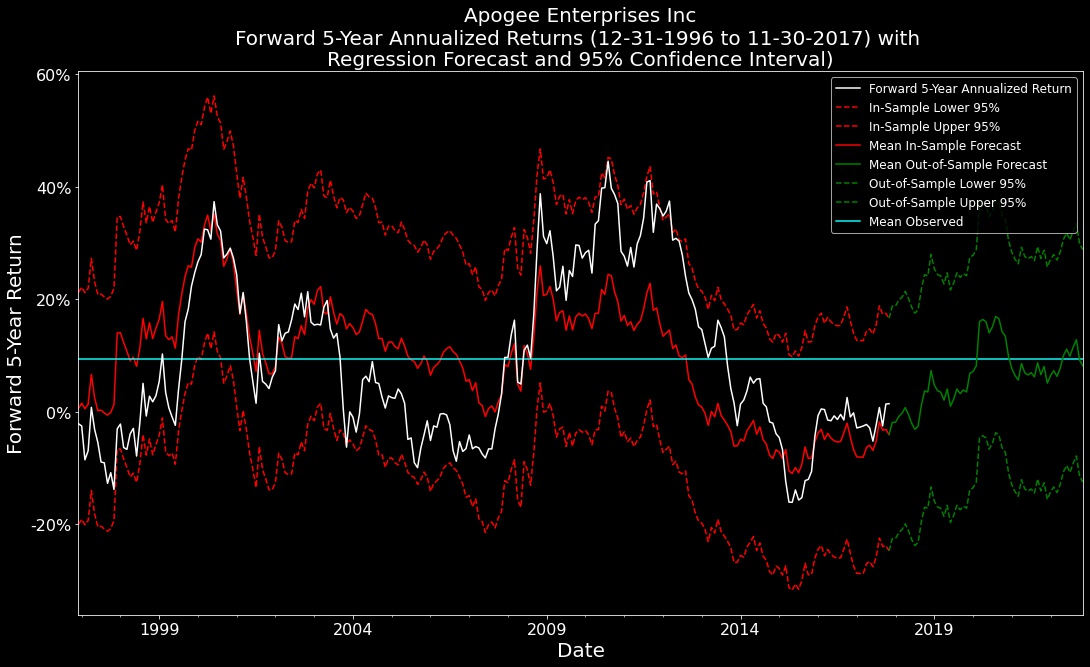 Apogee Enterprises Inc
Forward 5-Year Annualized Returns (12-31-1996 to 11-30-2017) with
Regression Forecast and 95% Confidence Interval)
Forward 5-Year Annualized Return
In-Sample Lower 95%
In-Sample Upper 95%
Mean In-Sample Forecast
Mean Out-of-Sample Forecast
Out-of-Sample Lower 95%
Out-of-Sample Upper 95%
Mean Observed
Forward 5-Year Return
60%
40%
20%
0%
-20%
1999
2004
2009
2014
2019
Date